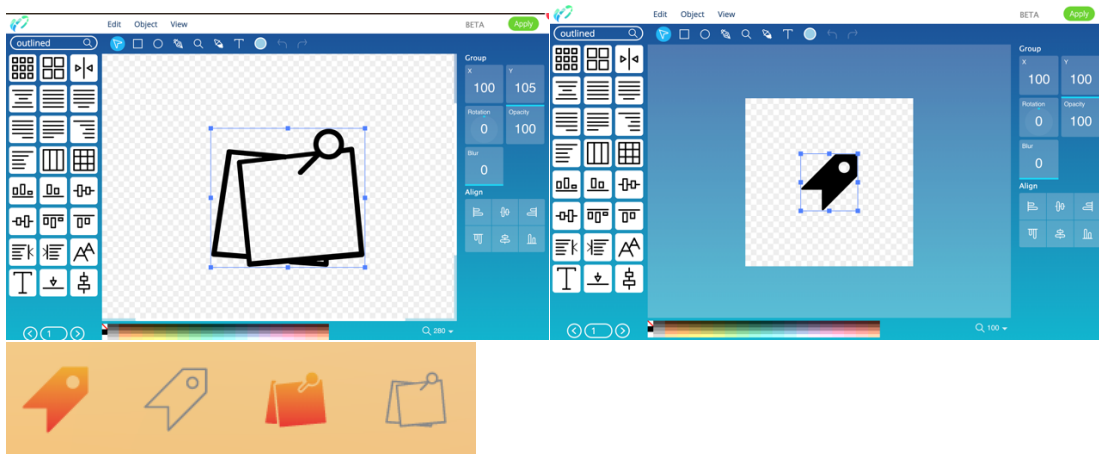 Edit Object View
BETA
Apply
outlined
Group
X
100
Y
105
Rotation
0
Opacity
100
Blur
0
Align
1
280
Edit Object View
BETA
Apply
outlined
Group
X
100
Y
100
Rotation
0
Opacity
100
Blur
0
Align
1
100